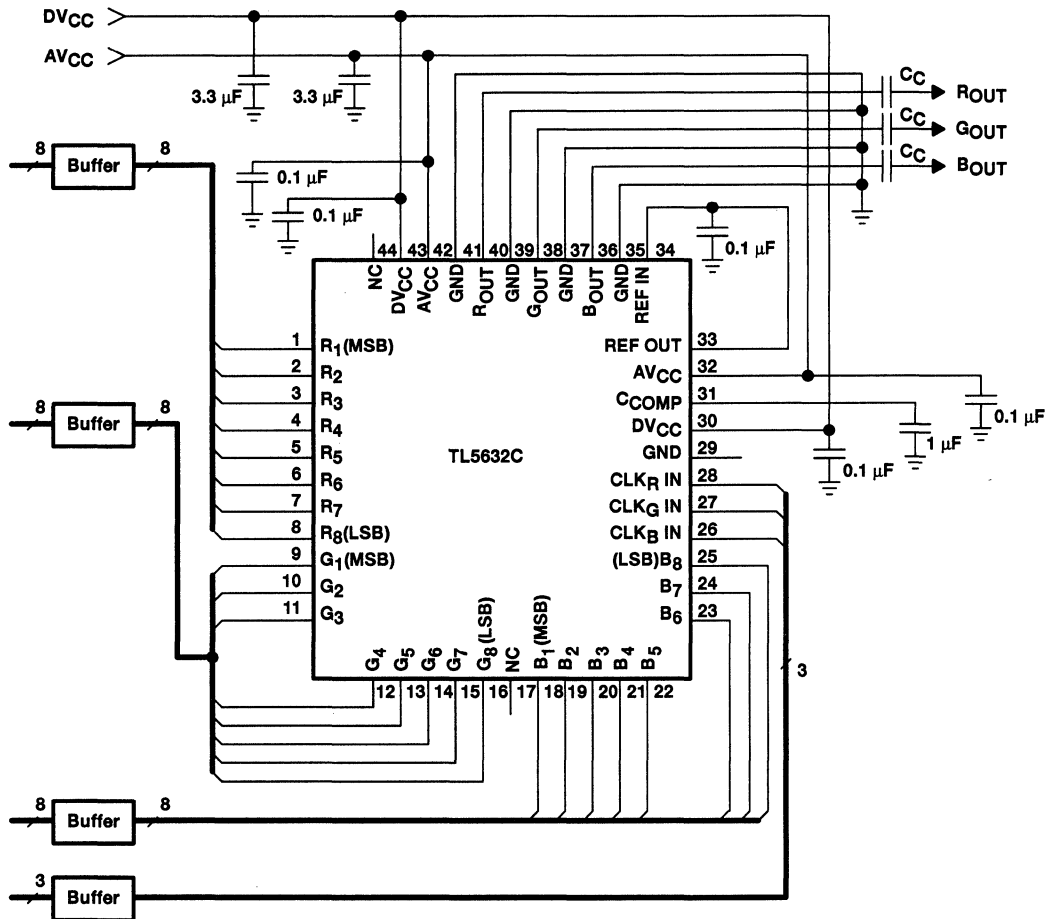 DVCC
AVCC
3.3 µF
3.3 µF
CC
ROUT
CC
GOUT
CC
BOUT
8
Buffer
8
0.1 µF
0.1 µF
0.1 µF
44 43 42 41 40 39 38 37 36 35 34
NC
DVCC
AVCC
GND
ROUT
GND
GOUT
GND
BOUT
GND
REF IN
1 R1(MSB)
2 R2
3 R3
4 R4
5 R5
6 R6
7 R7
8 R8(LSB)
9 G1(MSB)
10 G2
11 G3
TL5632C
REF OUT 33
AVCC 32
CCOMP 31
DVCC 30
GND 29
CLKR IN 28
CLKG IN 27
CLKB IN 26
(LSB)B8 25
B7 24
B6 23
0.1 µF
1 µF
0.1 µF
8
Buffer
8
G4
G5
G6
G7
G8(LSB)
NC
B1(MSB)
B2
B3
B4
B5
12 13 14 15 16 17 18 19 20 21 22
3
8
Buffer
8
3
Buffer